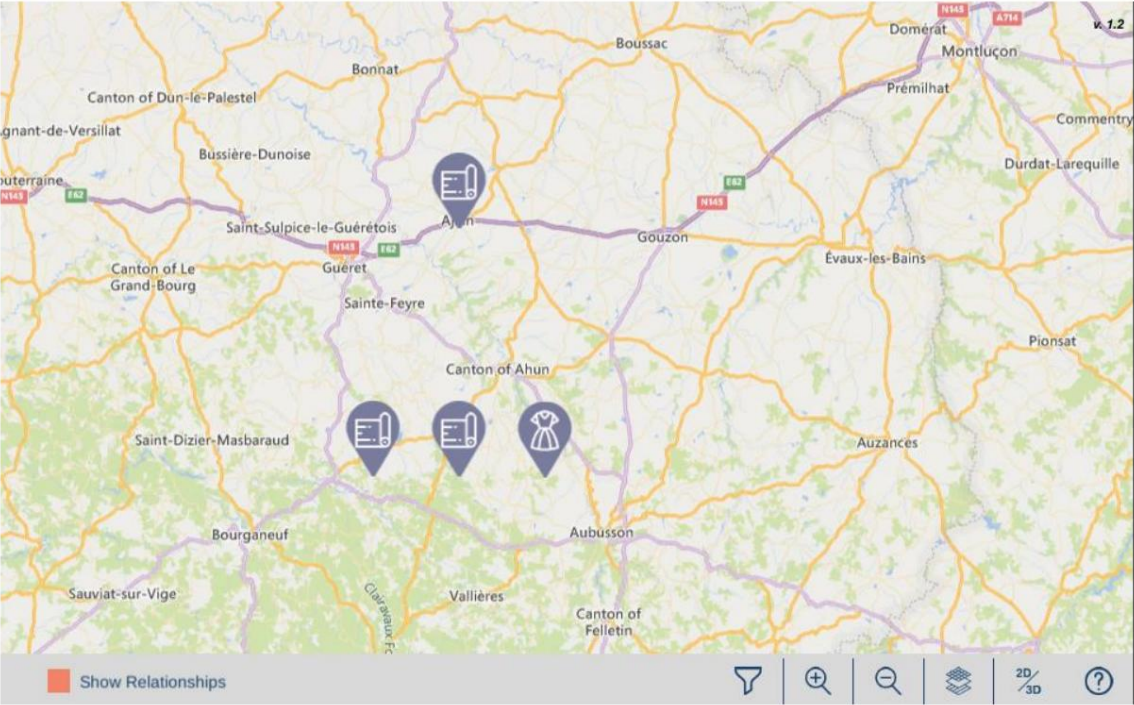 N145
A714
v. 1.2
Domérat
Boussac
Montluçon
Bonnat
Prémilhat
Canton of Dun-le-Palestel
Commentry
gnant-de-Versillat
Bussière-Dunoise
Durdat-Larequille
outerraine
E62
N145
E62
N145
Saint-Sulpice-le-Guérétois
Gouzon
N145
E62
Évaux-les-Bains
Guéret
Canton of Le
Grand-Bourg
Sainte-Feyre
Pionsat
Canton of Ahun
Saint-Dizier-Masbaraud
Auzances
Bourganeuf
Aubusson
Sauviat-sur-Vige
Vallières
Canton of
Felletin
Clairavaux
Show Relationships
2D/3D
?